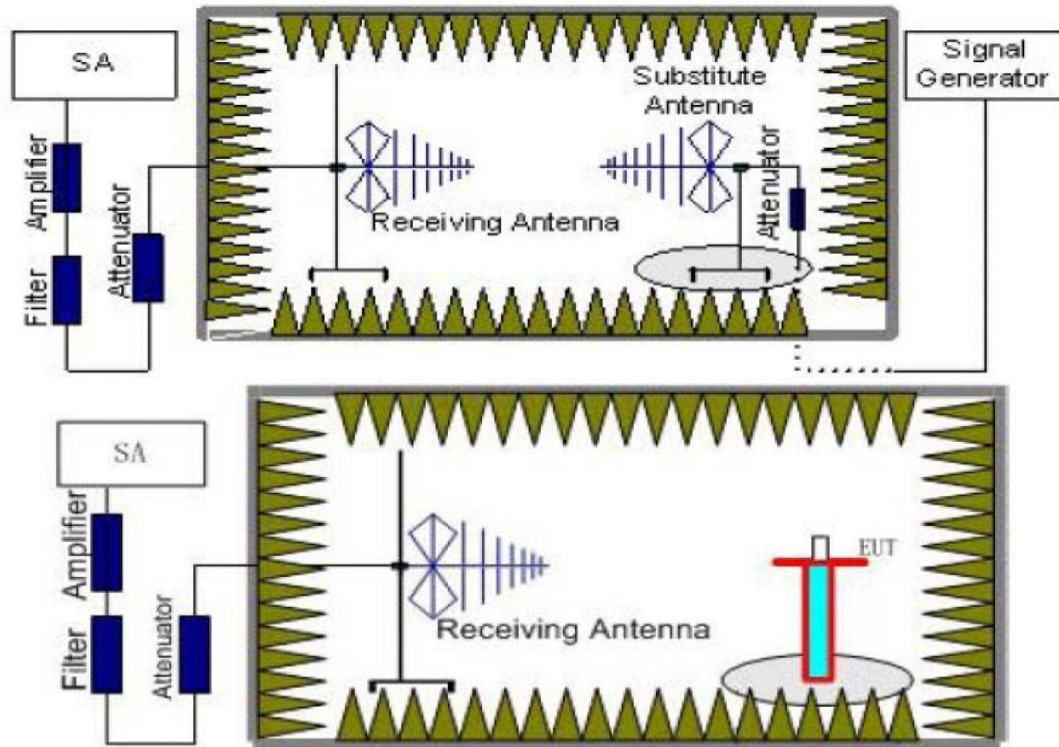 SA
Signal
Generator
Substitute
Antenna
Amplifier
Attenuator
Attenuator
Receiving Antenna
Filter
SA
Amplifier
EUT
Attenuator
Filter
Receiving Antenna